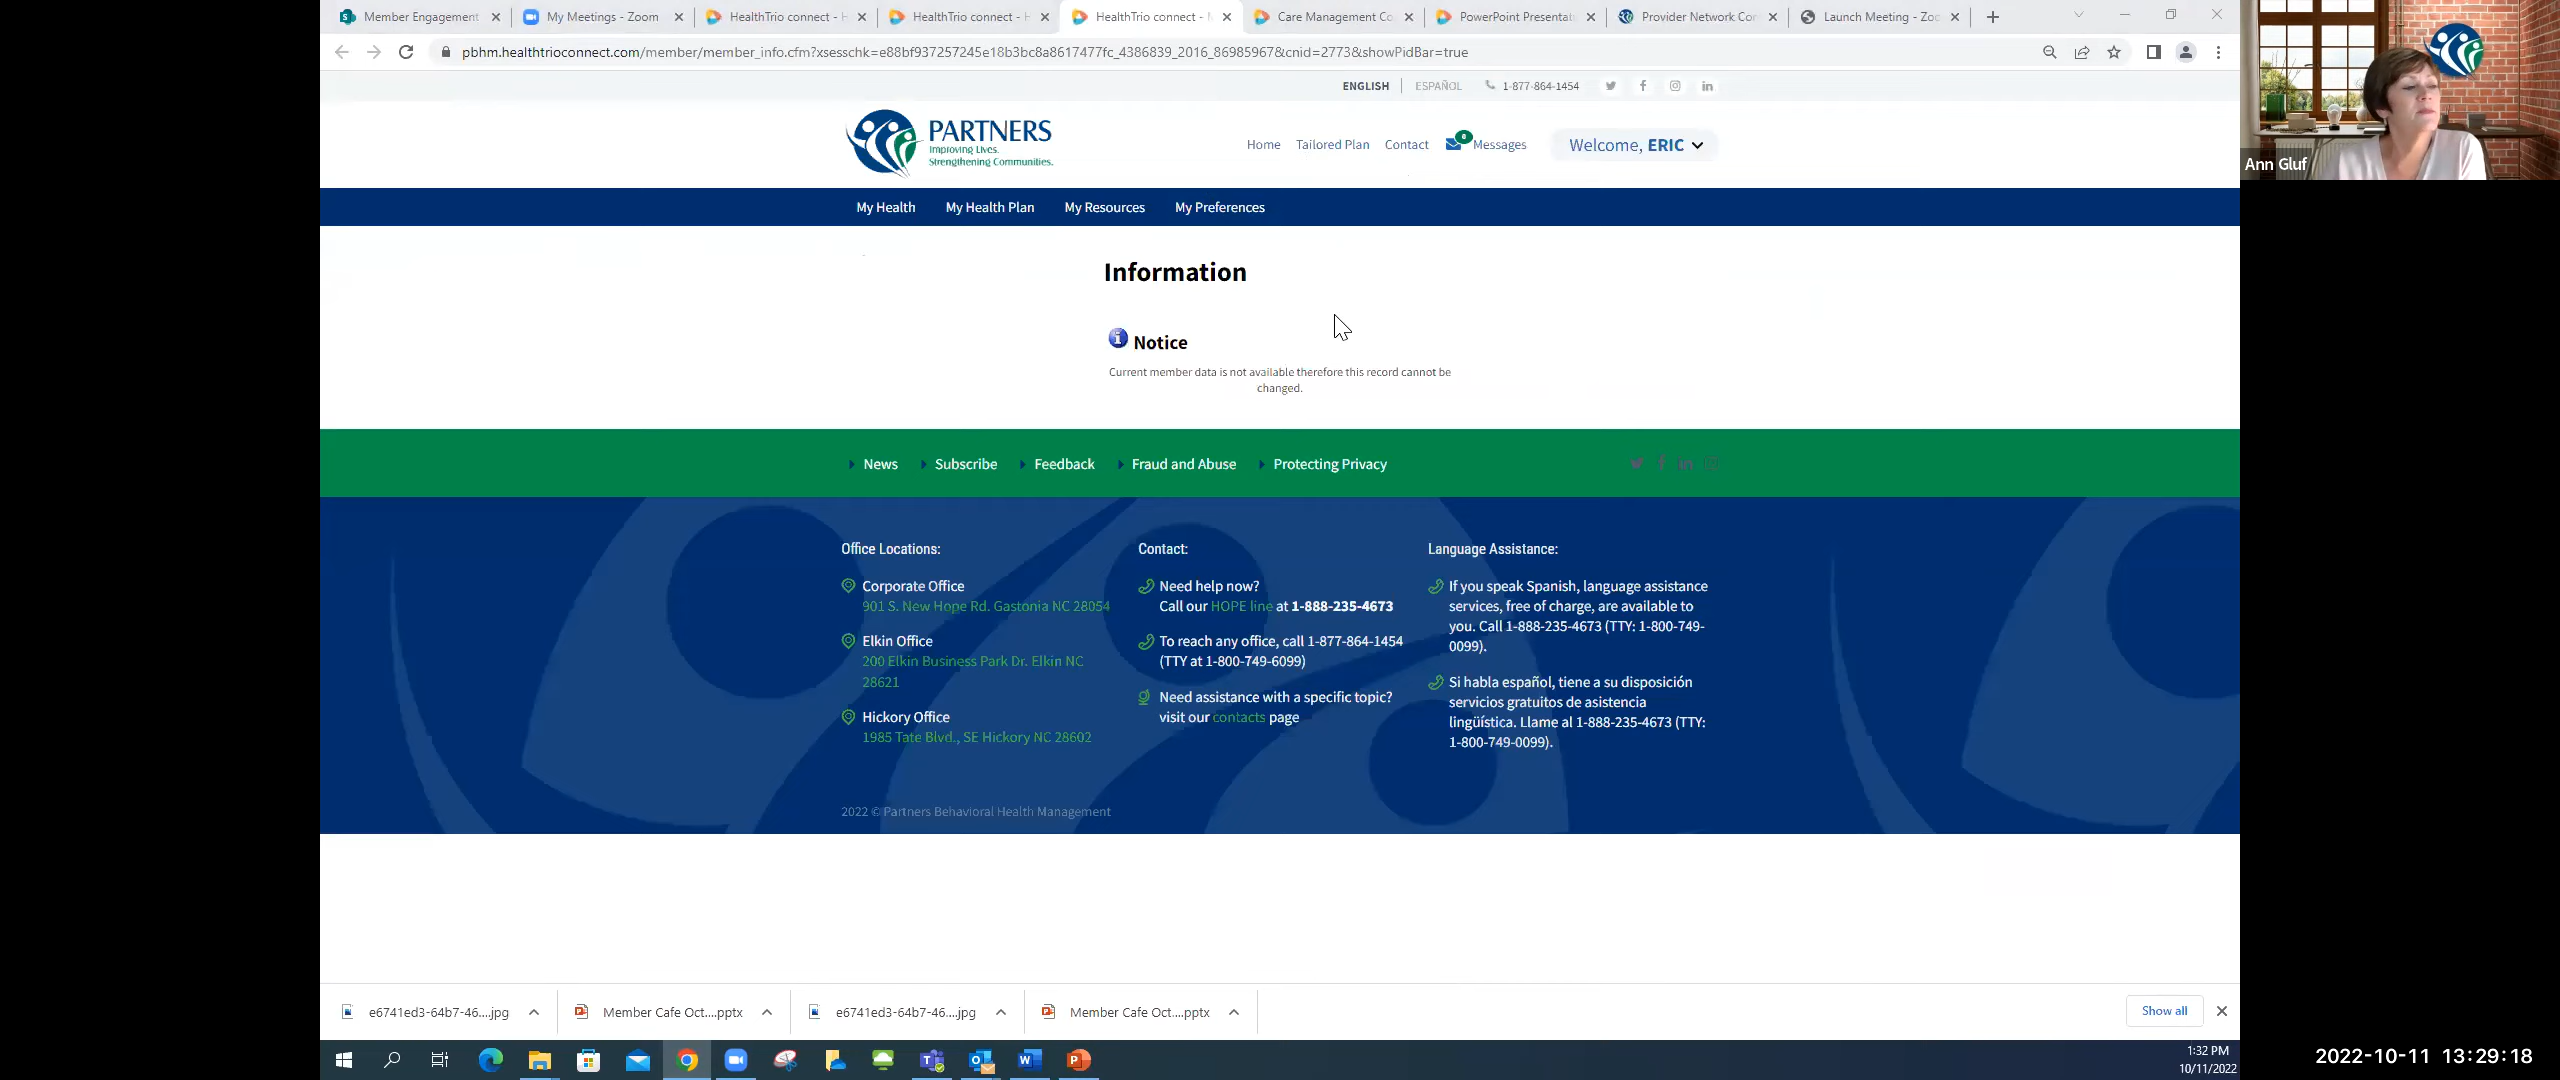 Member Engagement
My Meetings - Zoom
HealthTrio connect - H
HealthTrio connect - H
HealthTrio connect -
Care Management Co
PowerPoint Presentat
Provider Network Con
Launch Meeting - Zoo
pbhm.healthtrioconnect.com/member/member_info.cfm?xsesschk=e88bf937257245e18b3bc8a8617477fc_4386839_2016_86985967&cnid=2773&showPidBar=true
ENGLISH
ESPAÑOL
1-877-864-1454
PARTNERS
Improving Lives.
Strengthening Communities.
Home Tailored Plan Contact 0 Messages Welcome, ERIC
My Health My Health Plan My Resources My Preferences
Information
Notice
Current member data is not available therefore this record cannot be
changed.
News Subscribe Feedback Fraud and Abuse Protecting Privacy
Office Locations:
Corporate Office
901 S. New Hope Rd. Gastonia NC 28054
Elkin Office
200 Elkin Business Park Dr. Elkin NC
28621
Hickory Office
1985 Tate Blvd., SE Hickory NC 28602
Contact:
Need help now?
Call our HOPE line at 1-888-235-4673
To reach any office, call 1-877-864-1454
(TTY at 1-800-749-6099)
Need assistance with a specific topic?
visit our contacts page
Language Assistance:
If you speak Spanish, language assistance
services, free of charge, are available to
you. Call 1-888-235-4673 (TTY: 1-800-749-
0099).
Si habla español, tiene a su disposición
servicios gratuitos de asistencia
lingüística. Llame al 1-888-235-4673 (TTY:
1-800-749-0099).
2022 © Partners Behavioral Health Management
e6741ed3-64b7-46....jpg
Member Cafe Oct....pptx
e6741ed3-64b7-46....jpg
Member Cafe Oct....pptx
Show all
1:32 PM
10/11/2022
Ann Gluf
2022-10-11 13:29:18